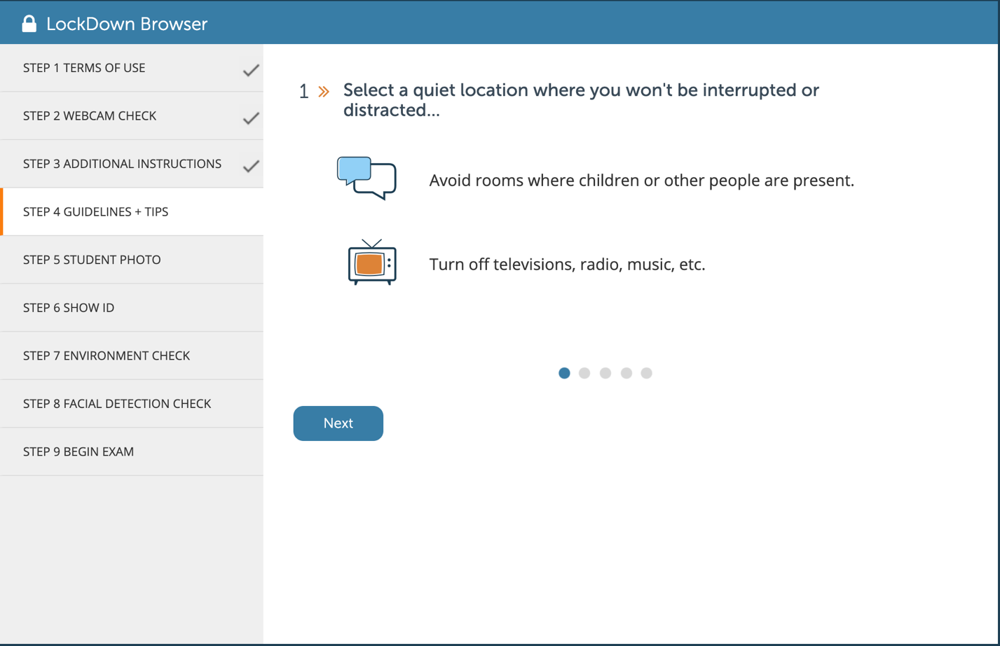 LockDown Browser
STEP 1 TERMS OF USE
STEP 2 WEBCAM CHECK
STEP 3 ADDITIONAL INSTRUCTIONS
STEP 4 GUIDELINES + TIPS
STEP 5 STUDENT PHOTO
STEP 6 SHOW ID
STEP 7 ENVIRONMENT CHECK
STEP 8 FACIAL DETECTION CHECK
STEP 9 BEGIN EXAM
1 » Select a quiet location where you won't be interrupted or
distracted...
Avoid rooms where children or other people are present.
Turn off televisions, radio, music, etc.
Next